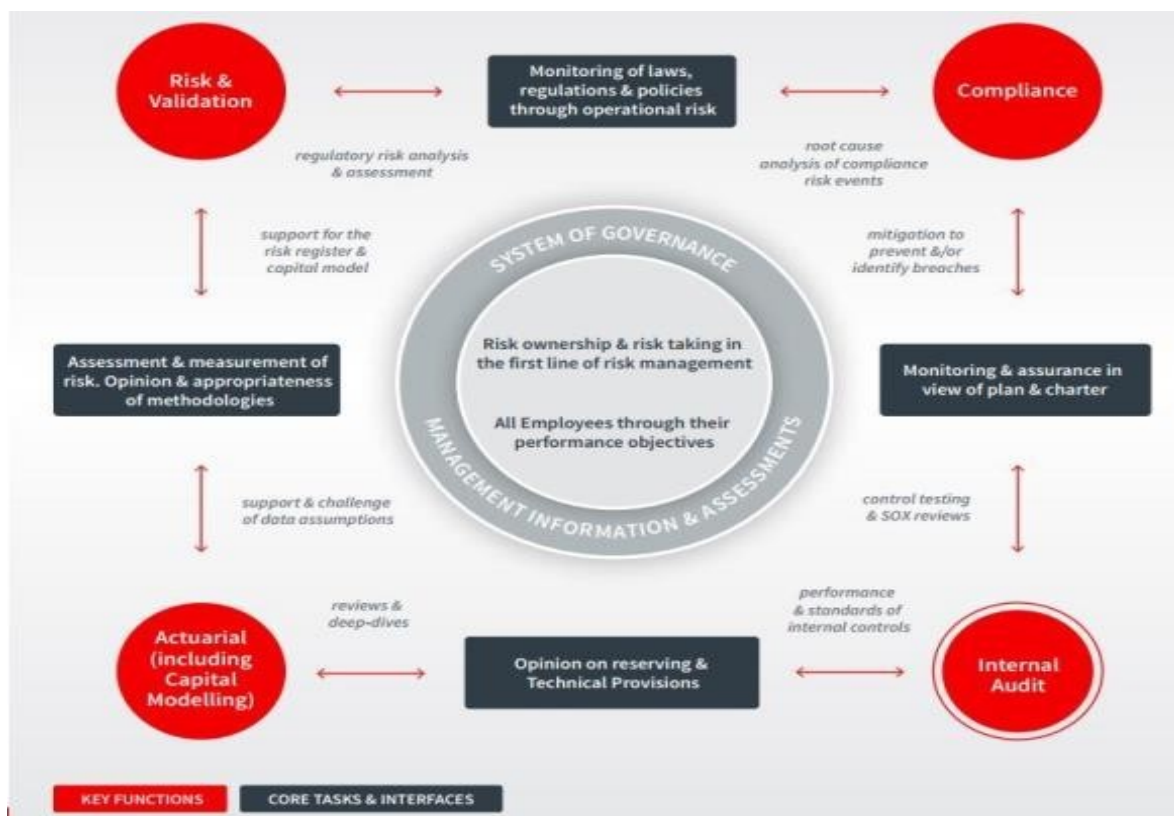 Risk &
Validation
Monitoring of laws,
regulations & policies
through operational risk
Compliance
regulatory risk analysis
& assessment
root cause
analysis of compliance
risk events
support for the
risk register &
capital model
SYSTEM OF GOVERNANCE
mitigation to
prevent &/or
identify breaches
Assessment & measurement of
risk. Opinion & appropriateness
of methodologies
Risk ownership & risk taking in
the first line of risk management
All Employees through their
performance objectives
Monitoring & assurance in
view of plan & charter
MANAGEMENT INFORMATION & ASSESSMENTS
support & challenge
of data assumptions
control testing
& SOX reviews
Actuarial
(including
Capital
Modelling)
reviews &
deep-dives
Opinion on reserving &
Technical Provisions
performance
& standards of
internal controls
Internal
Audit
KEY FUNCTIONS
CORE TASKS & INTERFACES